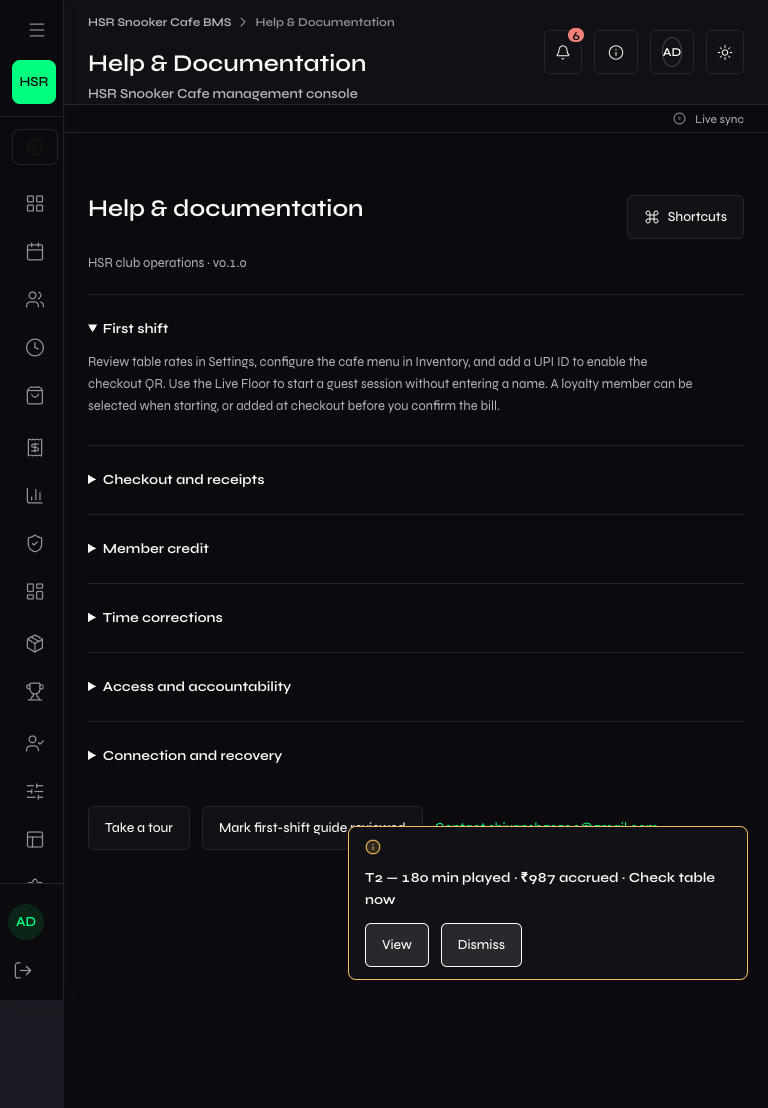 HSR Snooker Cafe BMS > Help & Documentation
Help & Documentation
HSR Snooker Cafe management console
6
AD
HSR
Live sync
Help & documentation
Shortcuts
HSR club operations · v0.1.0
First shift
Review table rates in Settings, configure the cafe menu in Inventory, and add a UPI ID to enable the
checkout QR. Use the Live Floor to start a guest session without entering a name. A loyalty member can be
selected when starting, or added at checkout before you confirm the bill.
Checkout and receipts
Member credit
Time corrections
Access and accountability
Connection and recovery
Take a tour
Mark first-shift guide reviewed
Contact
T2 — 180 min played · ₹987 accrued · Check table
now
View
Dismiss
AD